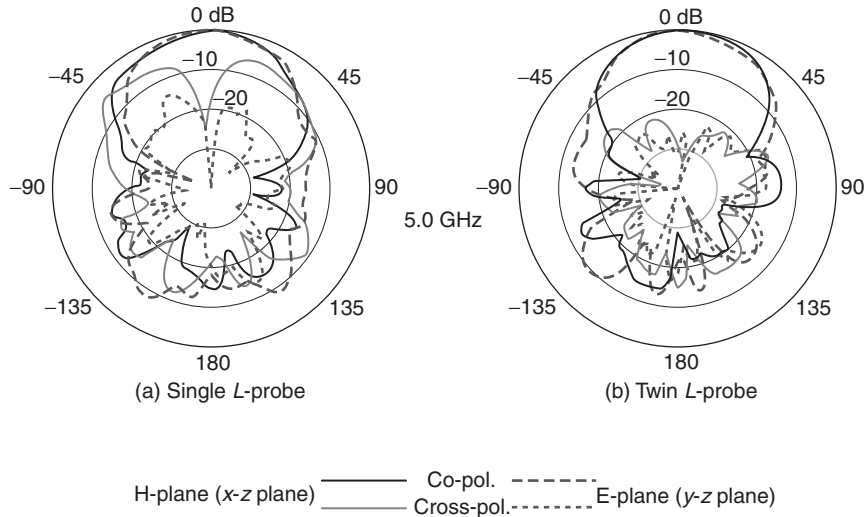 0 dB
0 dB
−10
−10
−20
−20
−45
45
−45
45
−90
90
−90
90
5.0 GHz
−135
135
−135
135
180
180
(a) Single L-probe
(b) Twin L-probe
H-plane (x-z plane)
Co-pol.
Cross-pol.
E-plane (y-z plane)